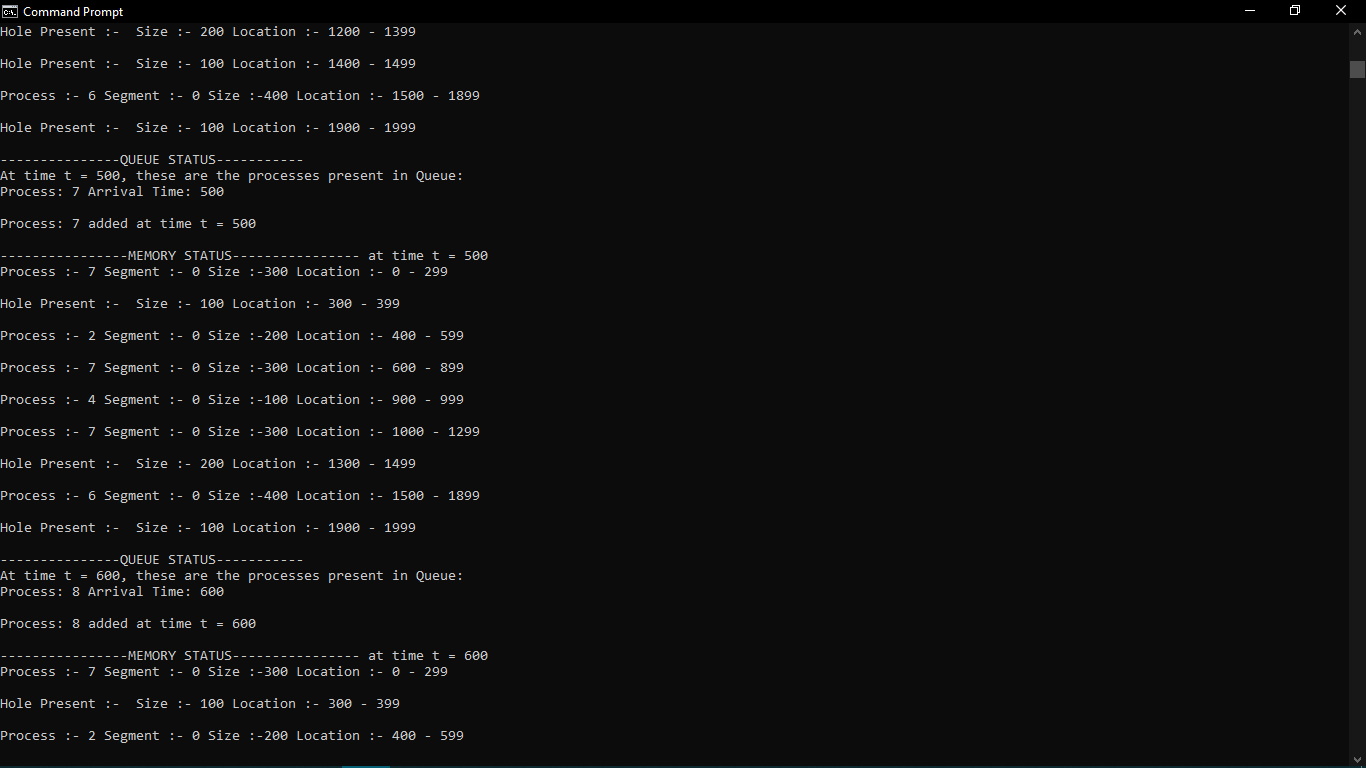 Command Prompt
Hole Present :-  Size :- 200 Location :- 1200 - 1399
Hole Present :-  Size :- 100 Location :- 1400 - 1499
Process :- 6 Segment :- 0 Size :-400 Location :- 1500 - 1899
Hole Present :-  Size :- 100 Location :- 1900 - 1999
---------------QUEUE STATUS-----------
At time t = 500, these are the processes present in Queue:
Process: 7 Arrival Time: 500
Process: 7 added at time t = 500
----------------MEMORY STATUS---------------- at time t = 500
Process :- 7 Segment :- 0 Size :-300 Location :- 0 - 299
Hole Present :-  Size :- 100 Location :- 300 - 399
Process :- 2 Segment :- 0 Size :-200 Location :- 400 - 599
Process :- 7 Segment :- 0 Size :-300 Location :- 600 - 899
Process :- 4 Segment :- 0 Size :-100 Location :- 900 - 999
Process :- 7 Segment :- 0 Size :-300 Location :- 1000 - 1299
Hole Present :-  Size :- 200 Location :- 1300 - 1499
Process :- 6 Segment :- 0 Size :-400 Location :- 1500 - 1899
Hole Present :-  Size :- 100 Location :- 1900 - 1999
---------------QUEUE STATUS-----------
At time t = 600, these are the processes present in Queue:
Process: 8 Arrival Time: 600
Process: 8 added at time t = 600
----------------MEMORY STATUS---------------- at time t = 600
Process :- 7 Segment :- 0 Size :-300 Location :- 0 - 299
Hole Present :-  Size :- 100 Location :- 300 - 399
Process :- 2 Segment :- 0 Size :-200 Location :- 400 - 599